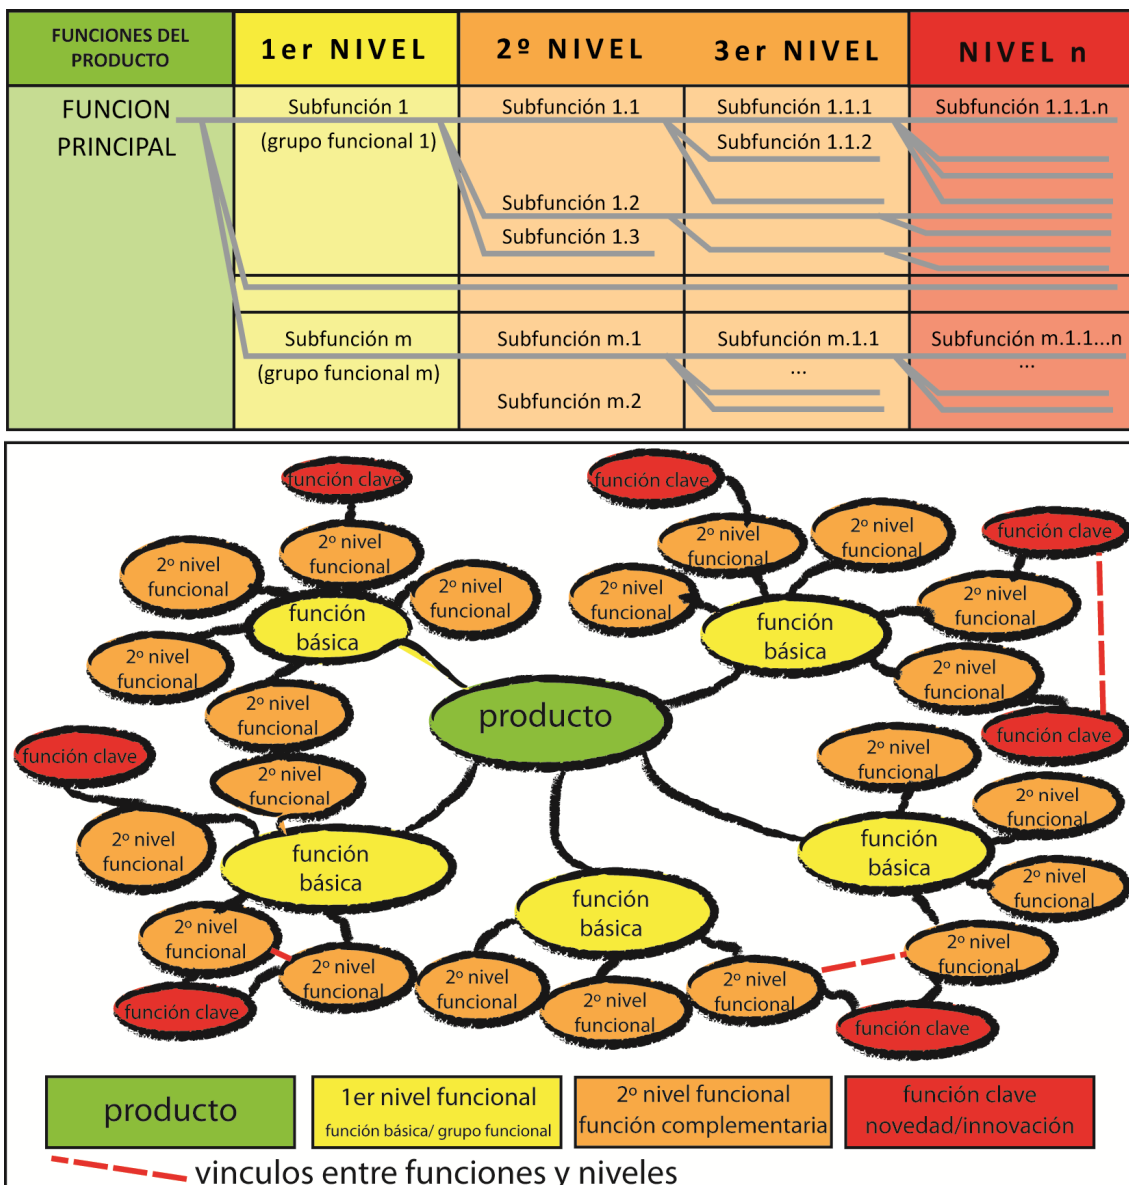 FUNCIONES DEL
PRODUCTO
1er NIVEL
2º NIVEL
3er NIVEL
NIVEL n
FUNCION
PRINCIPAL
Subfunción 1
(grupo funcional 1)
Subfunción 1.1
Subfunción 1.1.1
Subfunción 1.1.1.n
Subfunción 1.1.2
Subfunción 1.2
Subfunción 1.3
Subfunción m
(grupo funcional m)
Subfunción m.1
Subfunción m.1.1
...
Subfunción m.1.1...n
...
Subfunción m.2
función clave
función clave
función clave
2º nivel
funcional
2º nivel
funcional
2º nivel
funcional
2º nivel
funcional
2º nivel
funcional
2º nivel
funcional
2º nivel
funcional
función
básica
función
básica
2º nivel
funcional
2º nivel
funcional
2º nivel
funcional
producto
función clave
función clave
2º nivel
funcional
2º nivel
funcional
2º nivel
funcional
2º nivel
funcional
función
básica
función
básica
2º nivel
funcional
función
básica
2º nivel
funcional
2º nivel
funcional
2º nivel
funcional
2º nivel
funcional
2º nivel
funcional
2º nivel
funcional
2º nivel
funcional
función clave
función clave
producto
1er nivel funcional
función básica/ grupo funcional
2º nivel funcional
función complementaria
función clave
novedad/innovación
vinculos entre funciones y niveles